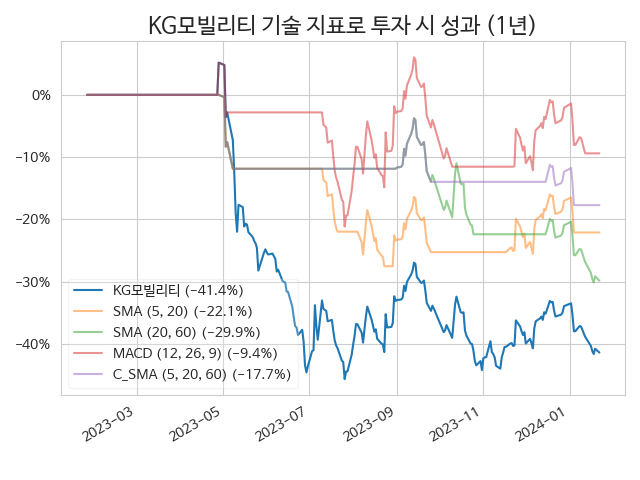 KG모빌리티 기술 지표로 투자 시 성과 (1년)
0%
−10%
−20%
−30%
−40%
KG모빌리티 (−41.4%)
SMA (5, 20) (−22.1%)
SMA (20, 60) (−29.9%)
MACD (12, 26, 9) (−9.4%)
C_SMA (5, 20, 60) (−17.7%)
2023−03
2023−05
2023−07
2023−09
2023−11
2024−01